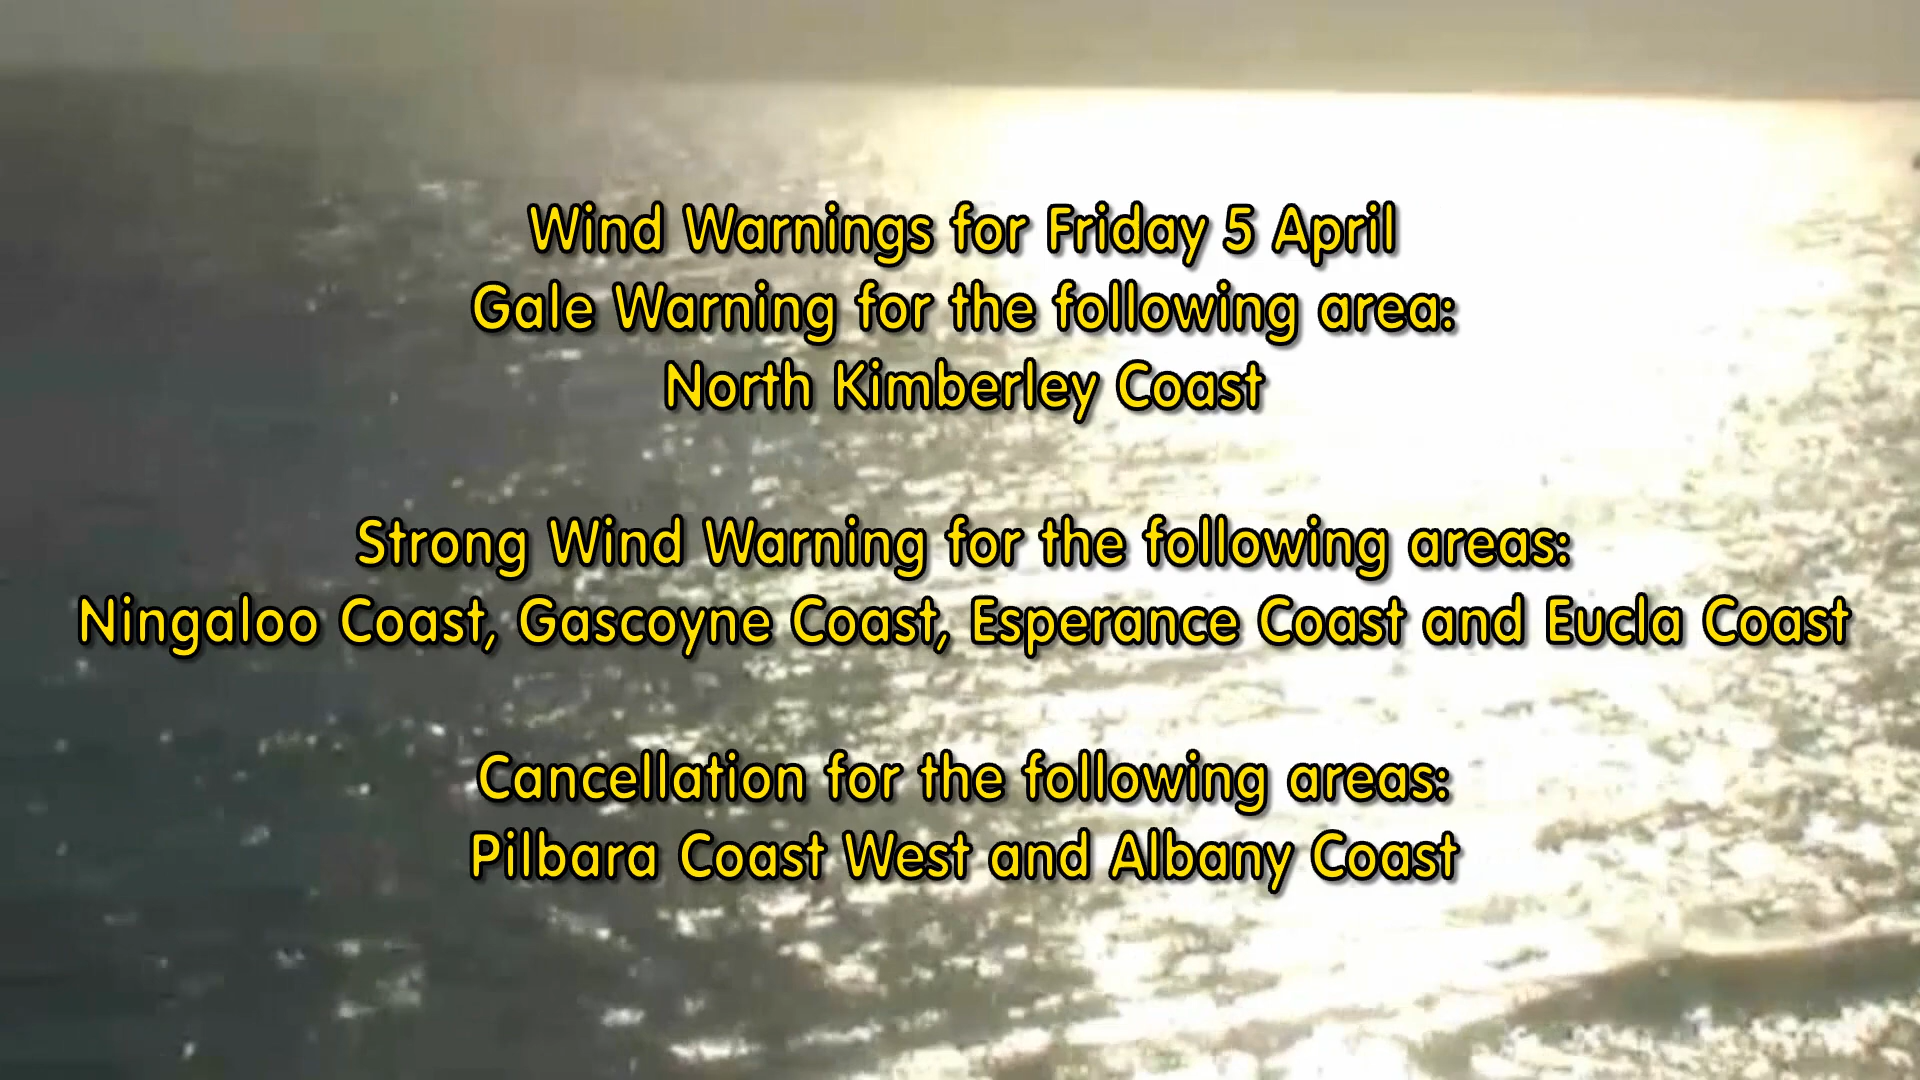 Wind Warnings for Friday 5 April
Gale Warning for the following area:
North Kimberley Coast
Strong Wind Warning for the following areas:
Ningaloo Coast, Gascoyne Coast, Esperance Coast and Eucla Coast
Cancellation for the following areas:
Pilbara Coast West and Albany Coast